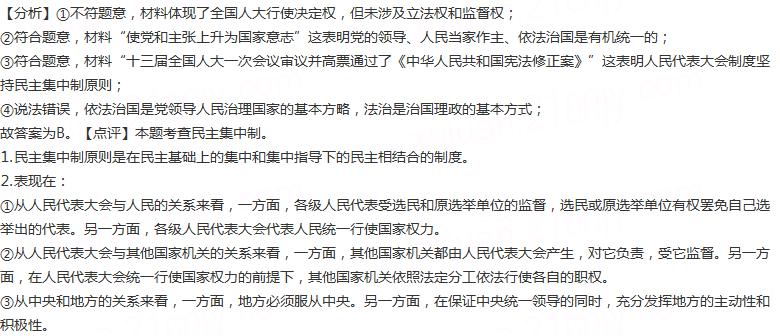 【分析】①不符题意，材料体现了全国人大行使决定权，但未涉及立法权和监督权；
②符合题意，材料“使党和主张上升为国家意志”这表明党的领导、人民当家作主、依法治国是有机统一的；
③符合题意，材料“十三届全国人大一次会议审议并高票通过了《中华人民共和国宪法修正案》”这表明人民代表大会制度坚
持民主集中制原则；
④说法错误，依法治国是党领导人民治理国家的基本方略，法治是治国理政的基本方式；
故答案为B。【点评】本题考查民主集中制。
1.民主集中制原则是在民主基础上的集中和集中指导下的民主相结合的制度。
2.表现在：
①从人民代表大会与人民的关系来看，一方面，各级人民代表受选民和原选举单位的监督，选民或原选举单位有权罢免自己选
举出的代表。另一方面，各级人民代表大会代表人民统一行使国家权力。
②从人民代表大会与其他国家机关的关系来看，一方面，其他国家机关都由人民代表大会产生，对它负责，受它监督。另一方
面，在人民代表大会统一行使国家权力的前提下，其他国家机关依照法定分工依法行使各自的职权。
③从中央和地方的关系来看，一方面，地方必须服从中央。另一方面，在保证中央统一领导的同时，充分发挥地方的主动性和
积极性。